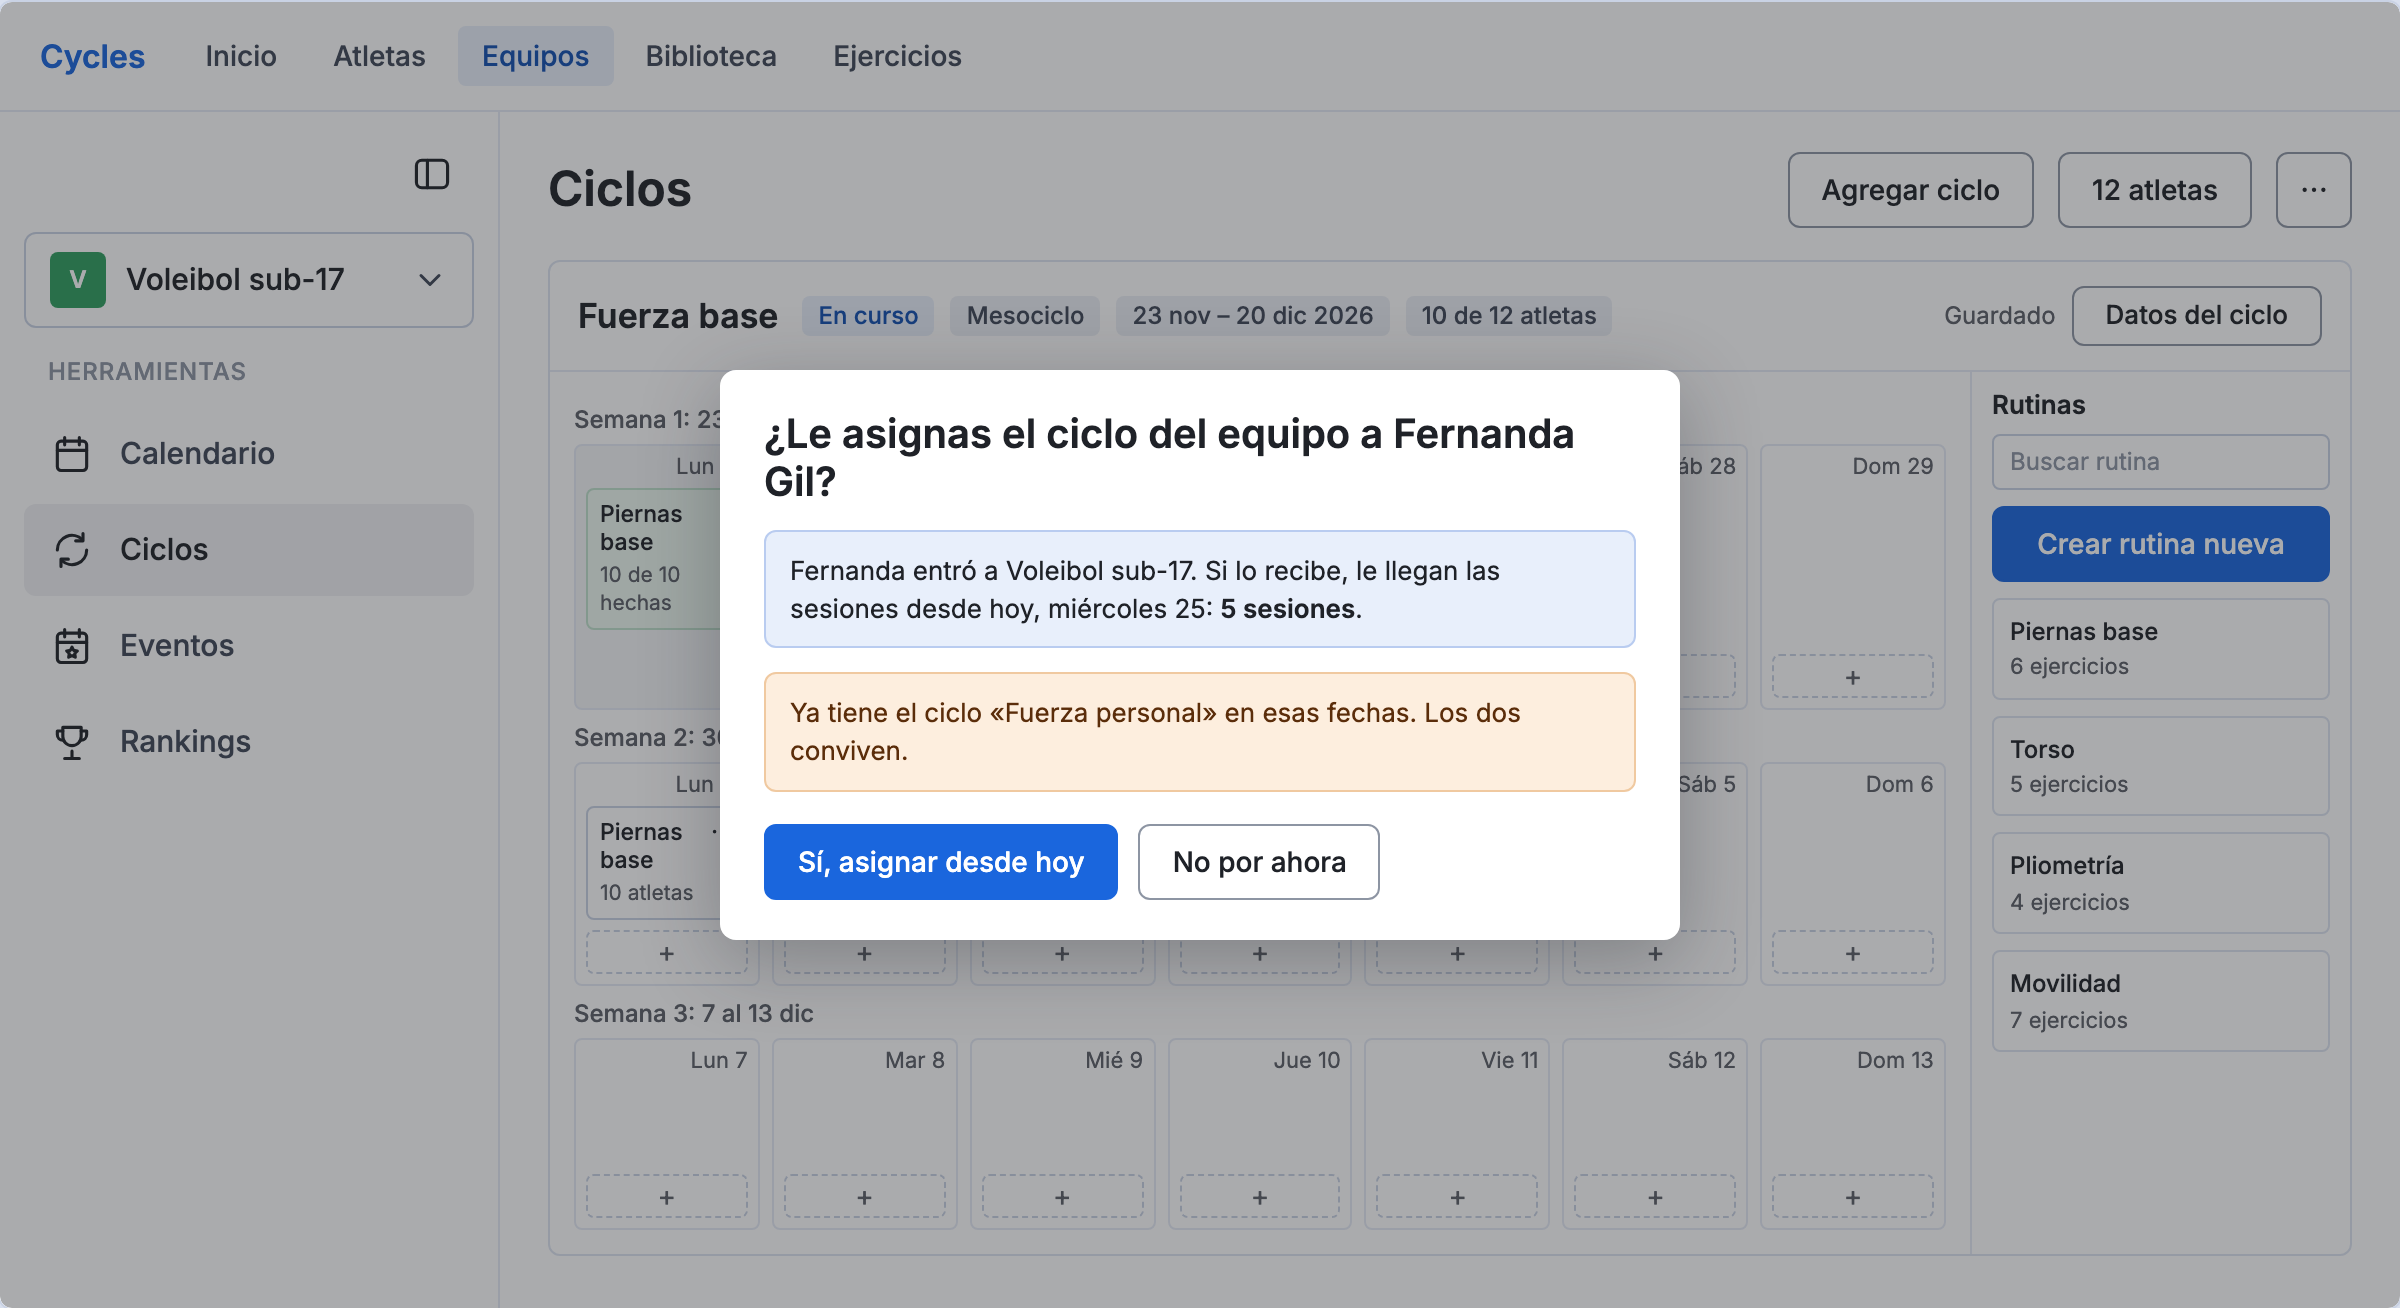 Cycles
Inicio
Atletas
Equipos
Biblioteca
Ejercicios
V
Voleibol sub-17
HERRAMIENTAS
Calendario
Ciclos
Eventos
Rankings
Ciclos
Agregar ciclo
12 atletas
...
Fuerza base
En curso
Mesociclo
23 nov – 20 dic 2026
10 de 12 atletas
Guardado
Datos del ciclo
Semana 1: 23
Lun
Piernas
base
10 de 10
hechas
28
Dom 29
+
Semana 2:
Lun
Piernas
base
10 atletas
Sáb 5
Dom 6
+
+
+
+
+
+
+
Semana 3: 7 al 13 dic
Lun 7
Mar 8
Mié 9
Jue 10
Vie 11
Sáb 12
Dom 13
+
+
+
+
+
+
+
¿Le asignas el ciclo del equipo a Fernanda
Gil?
Fernanda entró a Voleibol sub-17. Si lo recibe, le llegan las
sesiones desde hoy, miércoles 25: 5 sesiones.
Ya tiene el ciclo «Fuerza personal» en esas fechas. Los dos
conviven.
Sí, asignar desde hoy
No por ahora
Rutinas
Buscar rutina
Crear rutina nueva
Piernas base
6 ejercicios
Torso
5 ejercicios
Pliometría
4 ejercicios
Movilidad
7 ejercicios